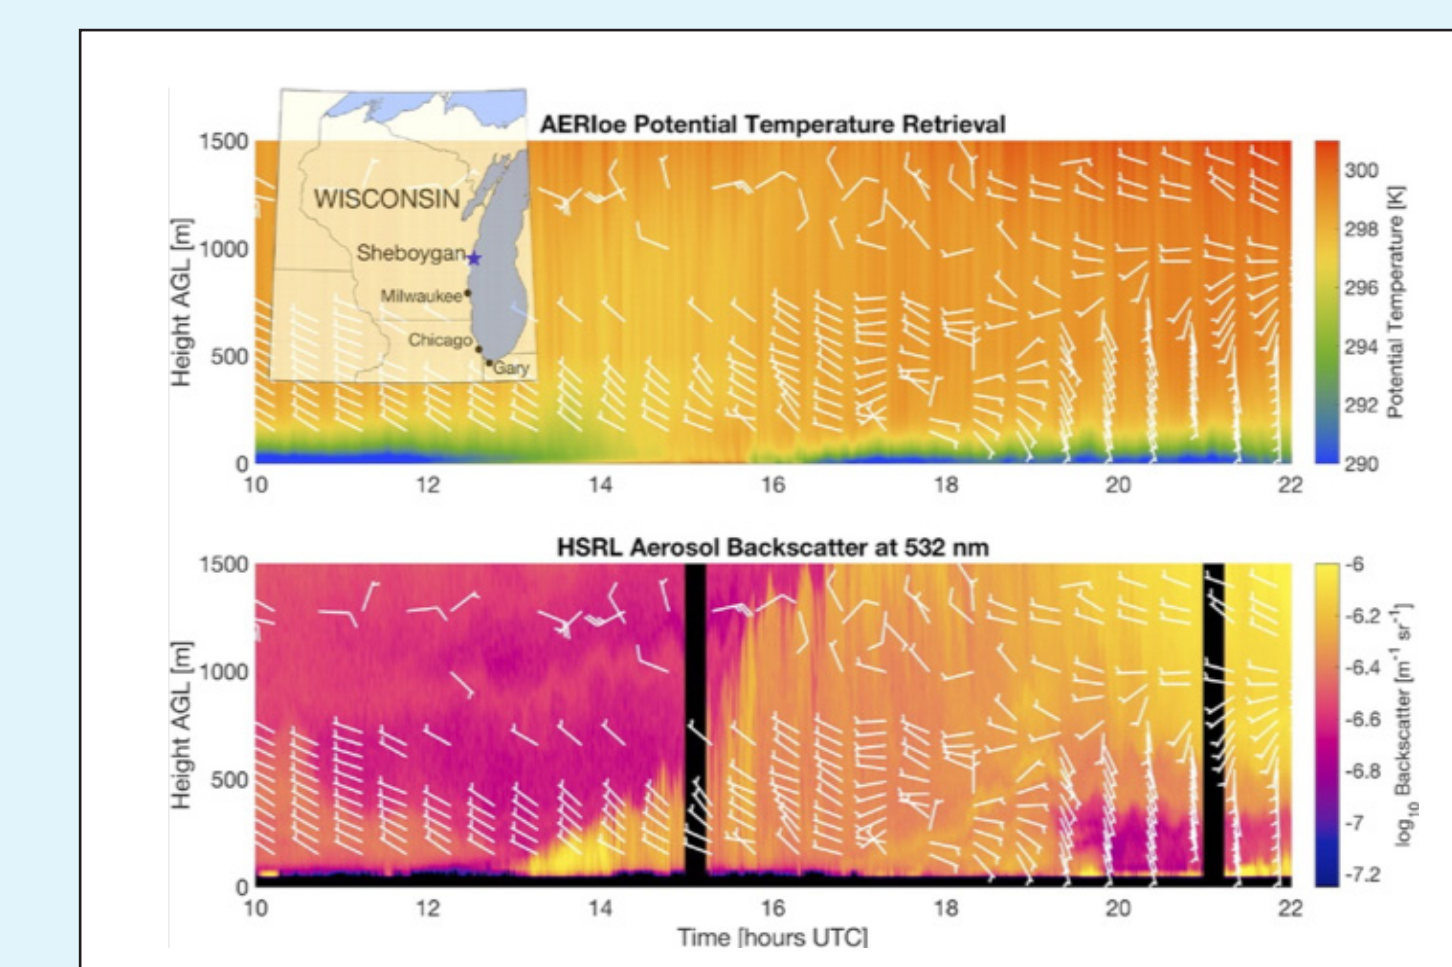 AERIoe Potential Temperature Retrieval
1500
1000
500
0
Height AGL [m]
WISCONSIN
Sheboygan
Milwaukee
Chicago
Gary
10 12 14 16 18 20 22
300
298
296
294
292
290
Potential Temperature [K]
HSRL Aerosol Backscatter at 532 nm
1500
1000
500
0
Height AGL [m]
10 12 14 16 18 20 22
Time [hours UTC]
-6
-6.2
-6.4
-6.6
-6.8
-7
-7.2
log10 Backscatter [m-1 sr-1]